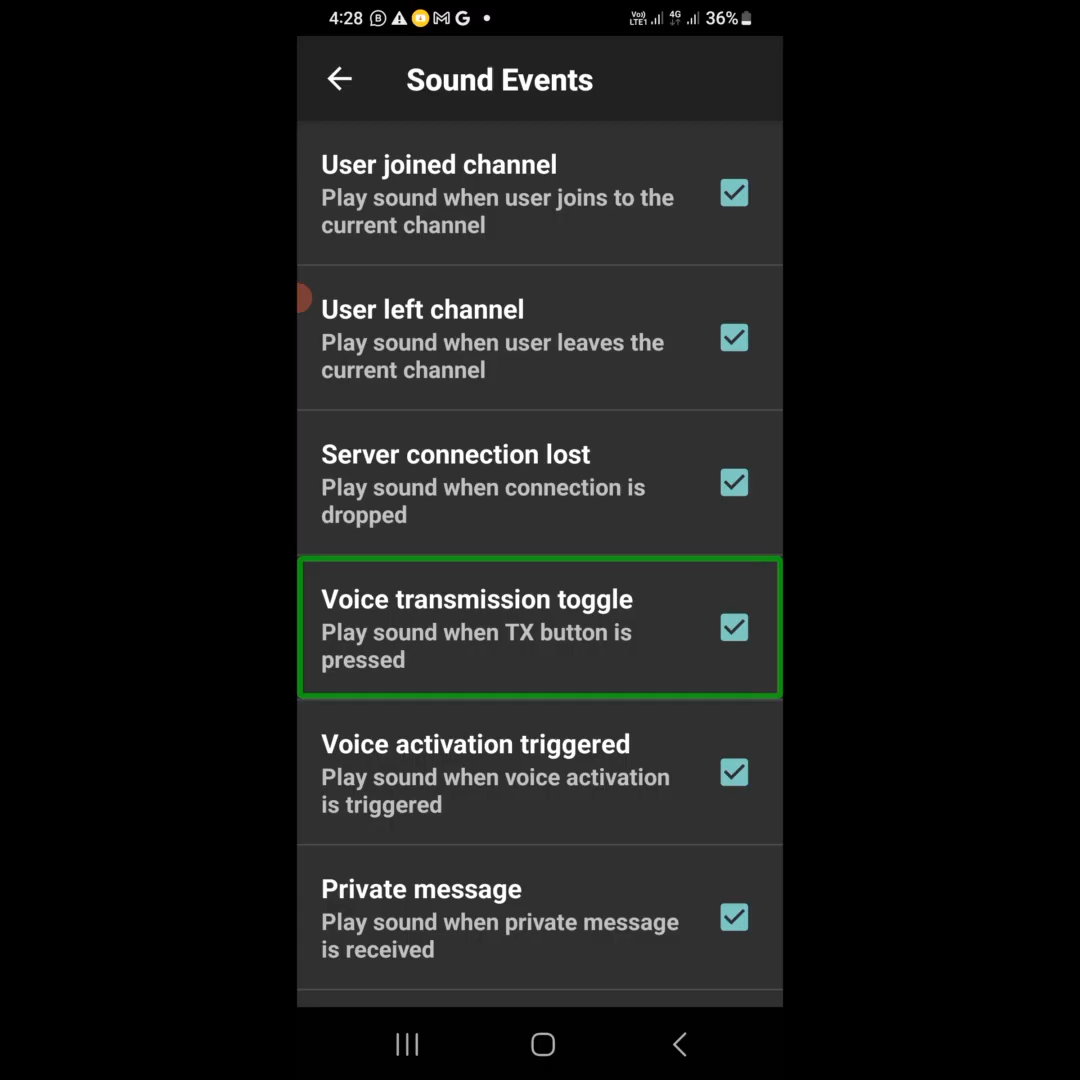 4:28
Vo)) LTE1
4G
36%
Sound Events
User joined channel
Play sound when user joins to the
current channel
User left channel
Play sound when user leaves the
current channel
Server connection lost
Play sound when connection is
dropped
Voice transmission toggle
Play sound when TX button is
pressed
Voice activation triggered
Play sound when voice activation
is triggered
Private message
Play sound when private message
is received